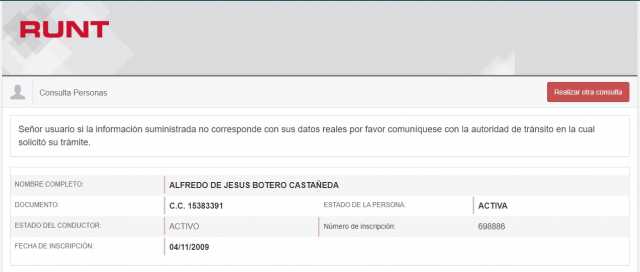 RUNT
Consulta Personas
Realizar otra consulta
Señor usuario si la información suministrada no corresponde con sus datos reales por favor comuníquese con la autoridad de tránsito en la cual
solicitó su trámite.
NOMBRE COMPLETO: ALFREDO DE JESUS BOTERO CASTAÑEDA
DOCUMENTO: C.C. 15383391 ESTADO DE LA PERSONA: ACTIVA
ESTADO DEL CONDUCTOR: ACTIVO Número de inscripción: 698886
FECHA DE INSCRIPCIÓN: 04/11/2009